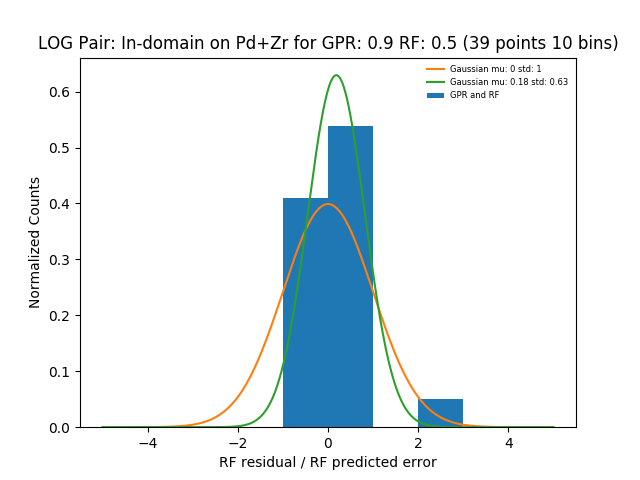 LOG Pair: In-domain on Pd+Zr for GPR: 0.9 RF: 0.5 (39 points 10 bins)
Gaussian mu: 0 std: 1
Gaussian mu: 0.18 std: 0.63
GPR and RF
Normalized Counts
0.6
0.5
0.4
0.3
0.2
0.1
0.0
−4 −2 0 2 4
RF residual / RF predicted error